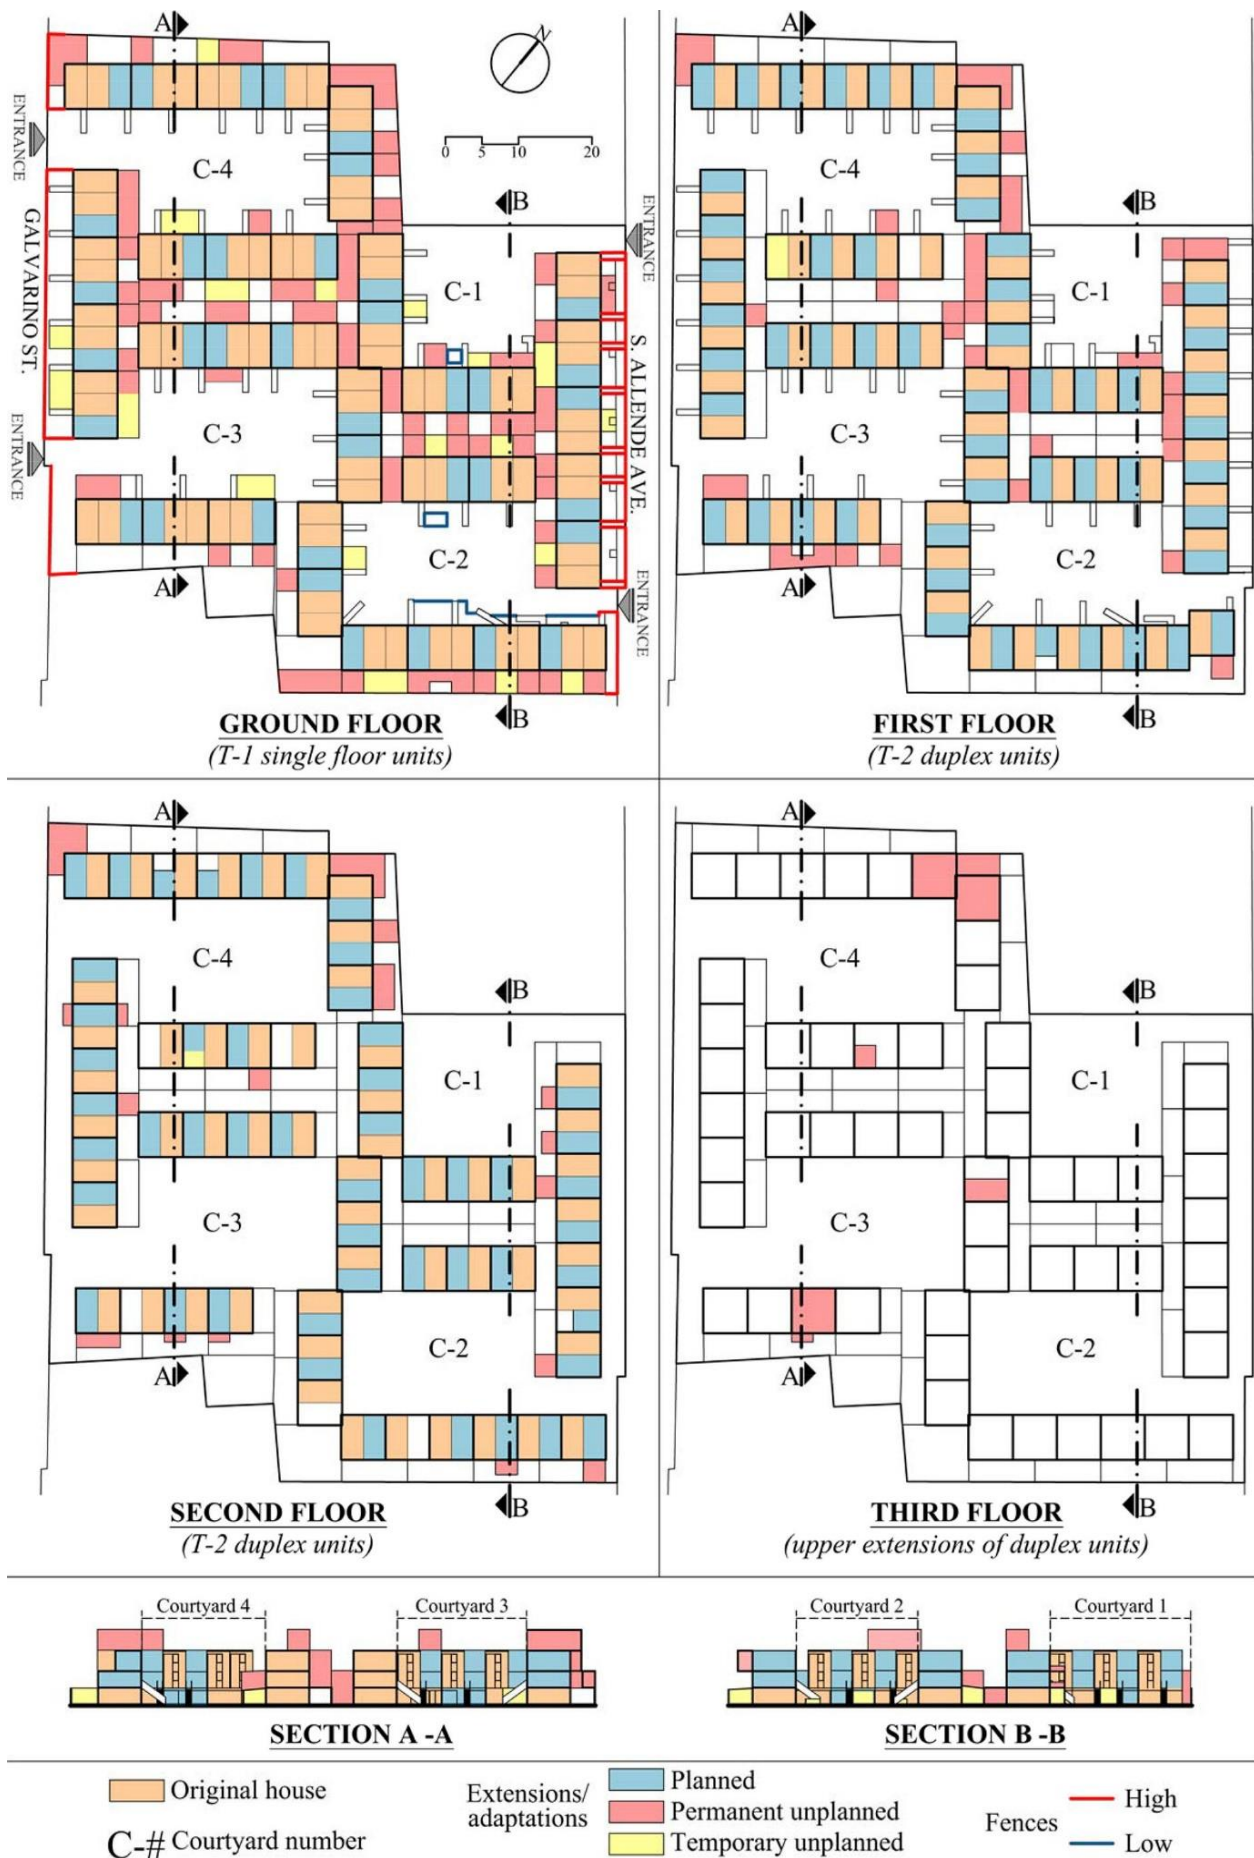 A
A
N
ENTRANCE
ENTRANCE
0 5 10 20
C-4
C-4
B
B
GALVARINO ST.
ENTRANCE
C-1
C-1
S. ALLENDE AVE.
C-3
C-3
ENTRANCE
C-2
C-2
A
A
ENTRANCE
B
B
GROUND FLOOR
(T-1 single floor units)
FIRST FLOOR
(T-2 duplex units)
A
A
C-4
C-4
B
B
C-1
C-1
C-3
C-3
C-2
C-2
A
A
B
B
SECOND FLOOR
(T-2 duplex units)
THIRD FLOOR
(upper extensions of duplex units)
Courtyard 4
Courtyard 3
Courtyard 2
Courtyard 1
SECTION A -A
SECTION B -B
Original house
C-# Courtyard number
Extensions/
adaptations
Planned
Permanent unplanned
Temporary unplanned
Fences
High
Low